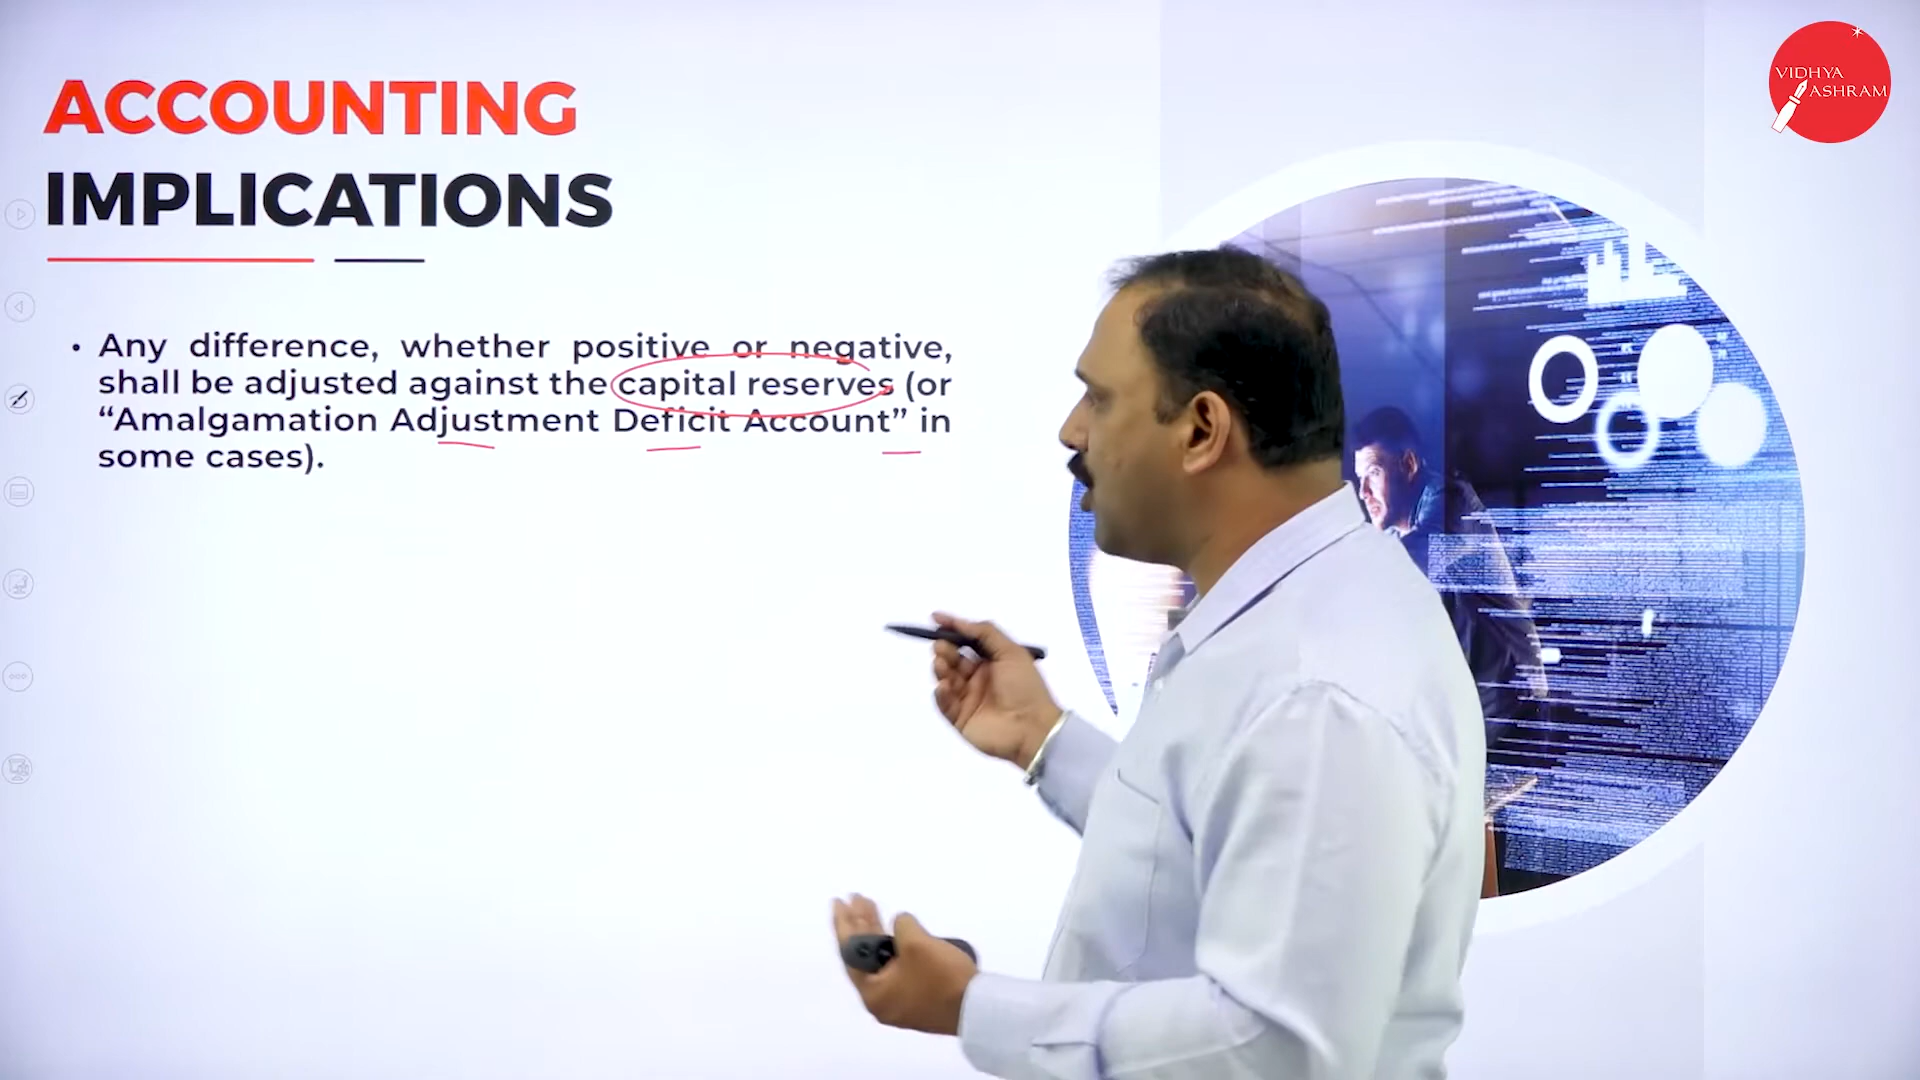 ACCOUNTING
IMPLICATIONS
• Any difference, whether positive or negative,
shall be adjusted against the capital reserves (or
“Amalgamation Adjustment Deficit Account” in
some cases).
VIDHYA
ASHRAM